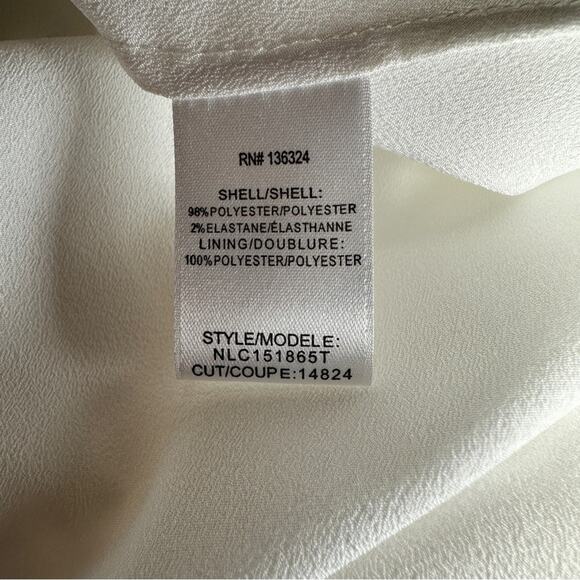 RN# 136324
SHELL/SHELL:
98%POLYESTER/POLYESTER
2%ELASTANE/ÉLASTHANNE
LINING/DOUBLURE:
100%POLYESTER/POLYESTER
STYLE/MODELE:
NLC151865T
CUT/COUPE:14824